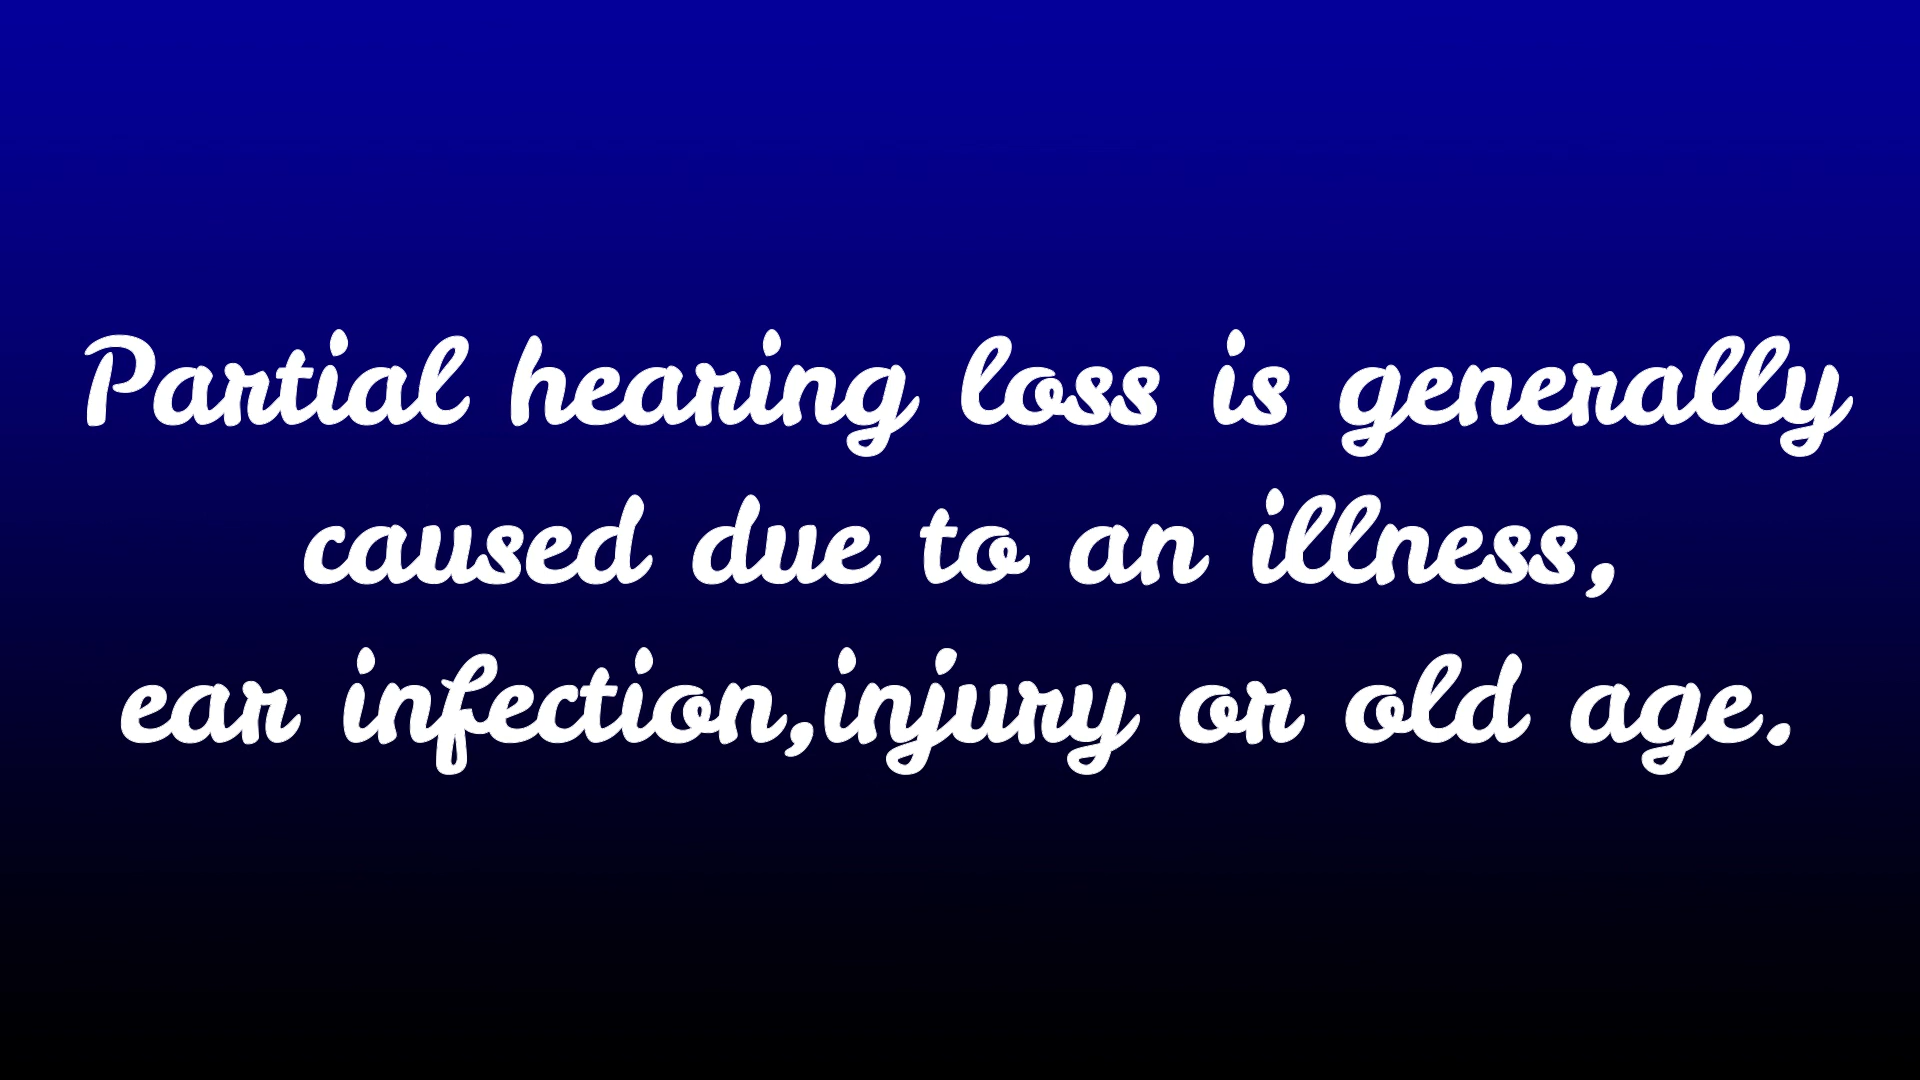 Partial hearing loss is generally
caused due to an illness,
ear infection,injury or old age.